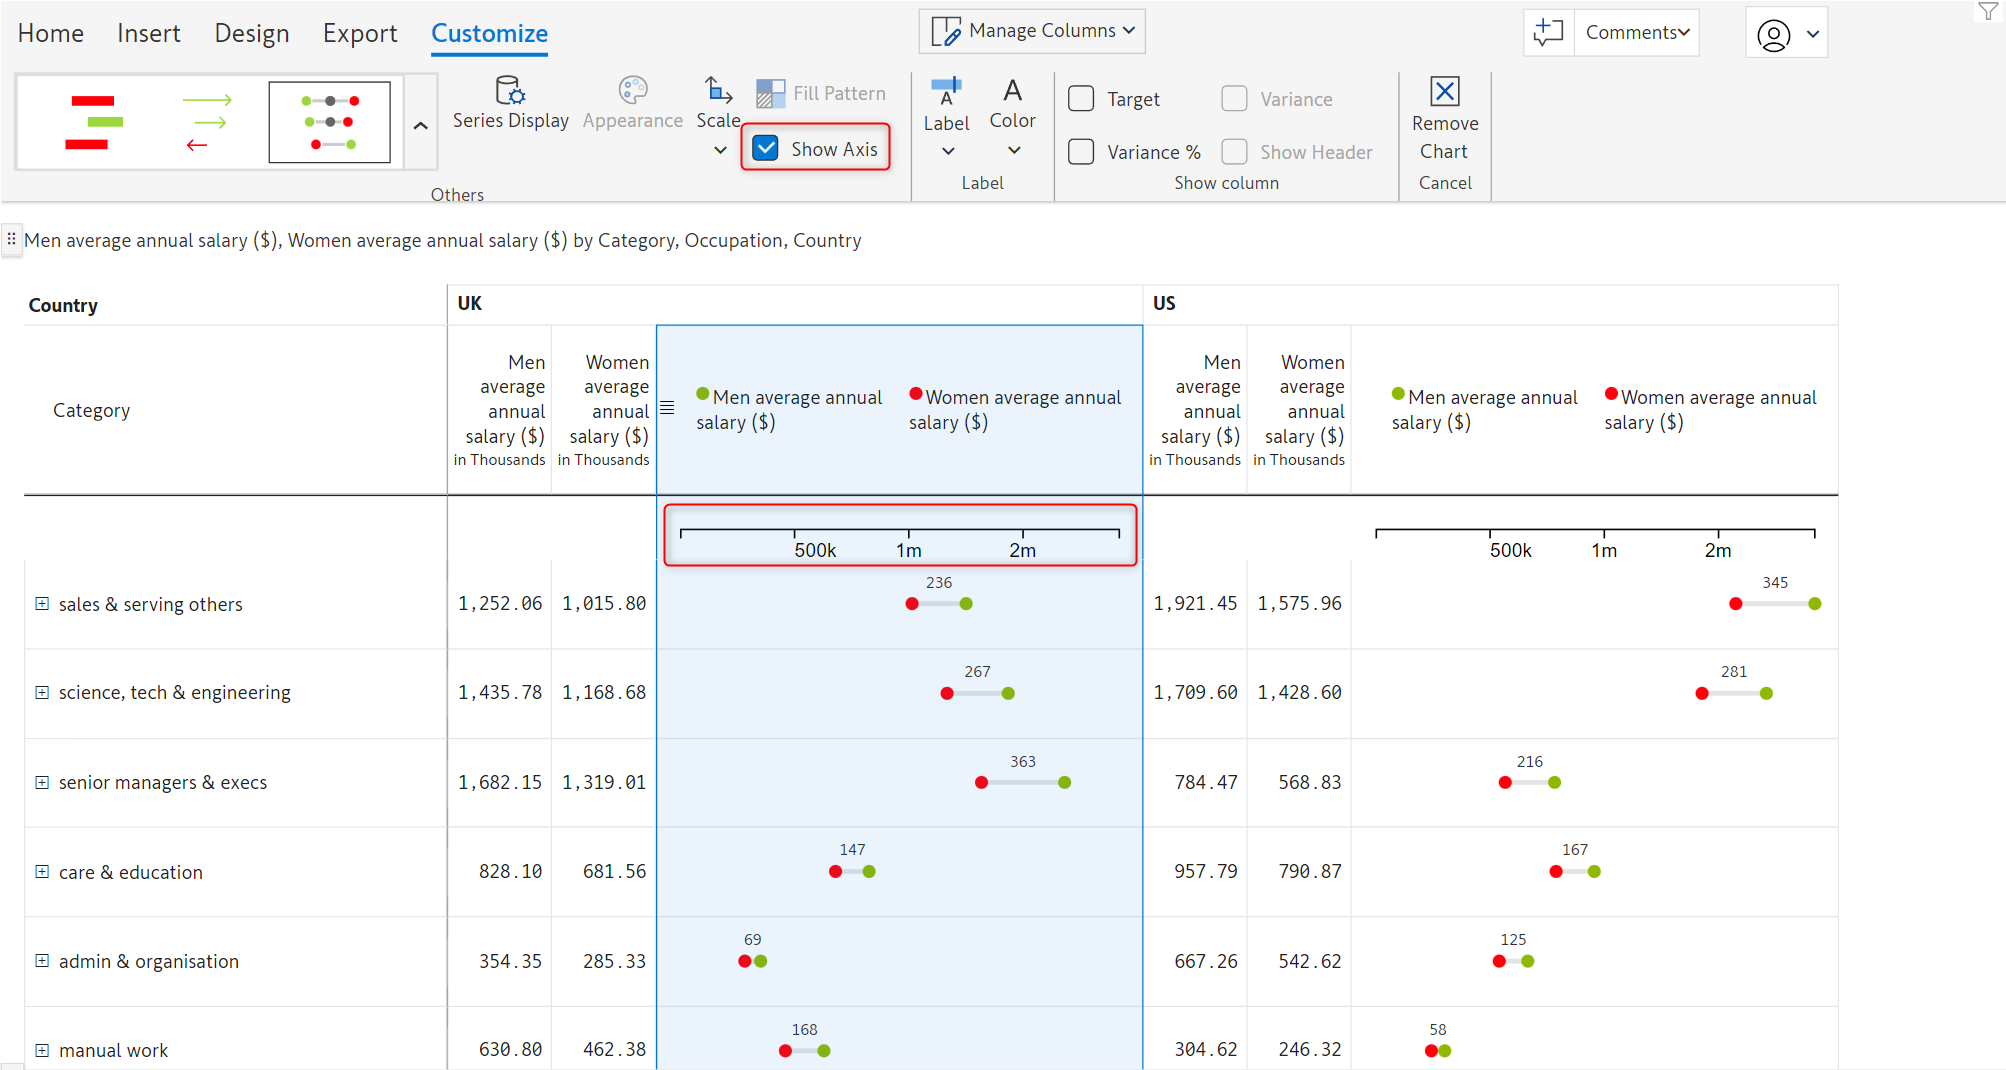 Home Insert Design Export Customize
Manage Columns
Comments
Series Display
Appearance
Scale
Fill Pattern
Show Axis
Others
Label
Color
Label
Target
Variance
Variance %
Show Header
Show column
Remove
Chart
Cancel
Men average annual salary ($), Women average annual salary ($) by Category, Occupation, Country
Country UK US
Category
Men
average
annual
salary ($)
in Thousands
Women
average
annual
salary ($)
in Thousands
Men average annual
salary ($)
Women average annual
salary ($)
Men
average
annual
salary ($)
in Thousands
Women
average
annual
salary ($)
in Thousands
Men average annual
salary ($)
Women average annual
salary ($)
500k 1m 2m 500k 1m 2m
236 345
sales & serving others 1,252.06 1,015.80 1,921.45 1,575.96
267 281
science, tech & engineering 1,435.78 1,168.68 1,709.60 1,428.60
363 216
senior managers & execs 1,682.15 1,319.01 784.47 568.83
147 167
care & education 828.10 681.56 957.79 790.87
69 125
admin & organisation 354.35 285.33 667.26 542.62
168 58
manual work 630.80 462.38 304.62 246.32